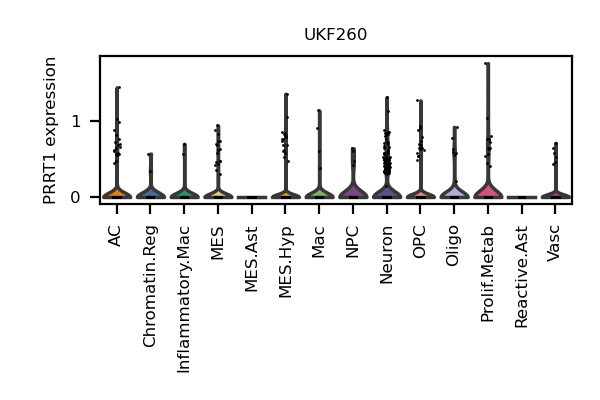 UKF260
PRRT1 expression
1
0
AC
Chromatin.Reg
Inflammatory.Mac
MES
MES.Ast
MES.Hyp
Mac
NPC
Neuron
OPC
Oligo
Prolif.Metab
Reactive.Ast
Vasc